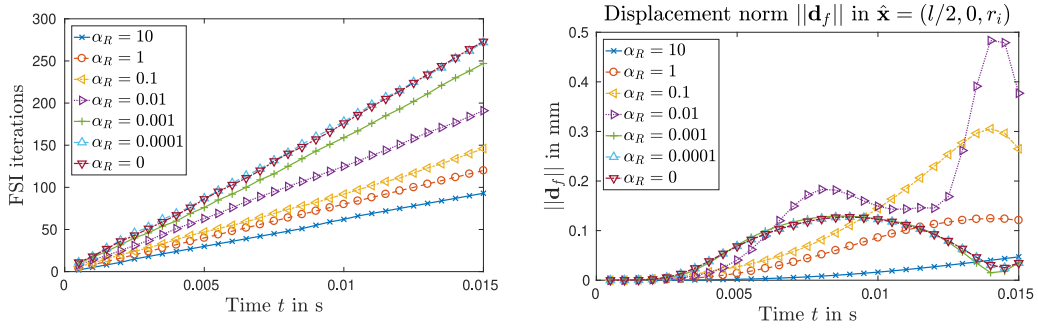 300
250
200
150
100
50
0
FSI iterations
α_R = 10
α_R = 1
α_R = 0.1
α_R = 0.01
α_R = 0.001
α_R = 0.0001
α_R = 0
0.005
0.01
0.015
Time t in s
Displacement norm ||d_f|| in x̂ = (l/2, 0, r_i)
0.5
0.4
0.3
0.2
0.1
0
||d_f|| in mm
α_R = 10
α_R = 1
α_R = 0.1
α_R = 0.01
α_R = 0.001
α_R = 0.0001
α_R = 0
0.005
0.01
0.015
Time t in s